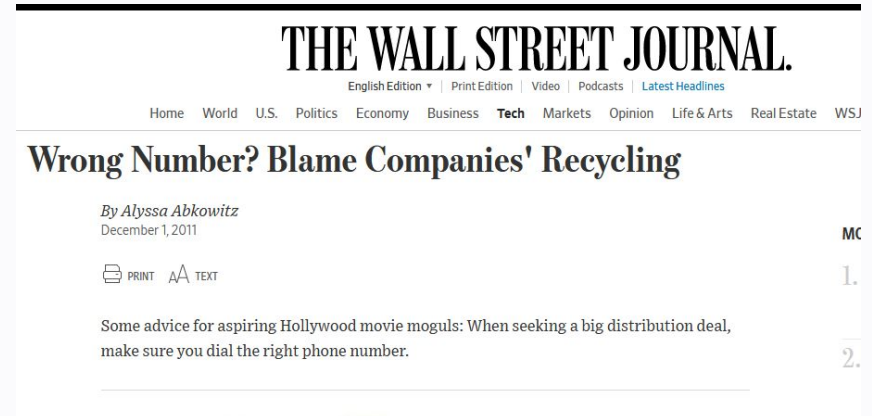 THE WALL STREET JOURNAL.
English Edition ▾ | Print Edition | Video | Podcasts | Latest Headlines
Home World U.S. Politics Economy Business Tech Markets Opinion Life & Arts Real Estate WSJ
Wrong Number? Blame Companies' Recycling
By Alyssa Abkowitz
December 1, 2011
MO
PRINT AA TEXT
1.
Some advice for aspiring Hollywood movie moguls: When seeking a big distribution deal,
make sure you dial the right phone number.
2.